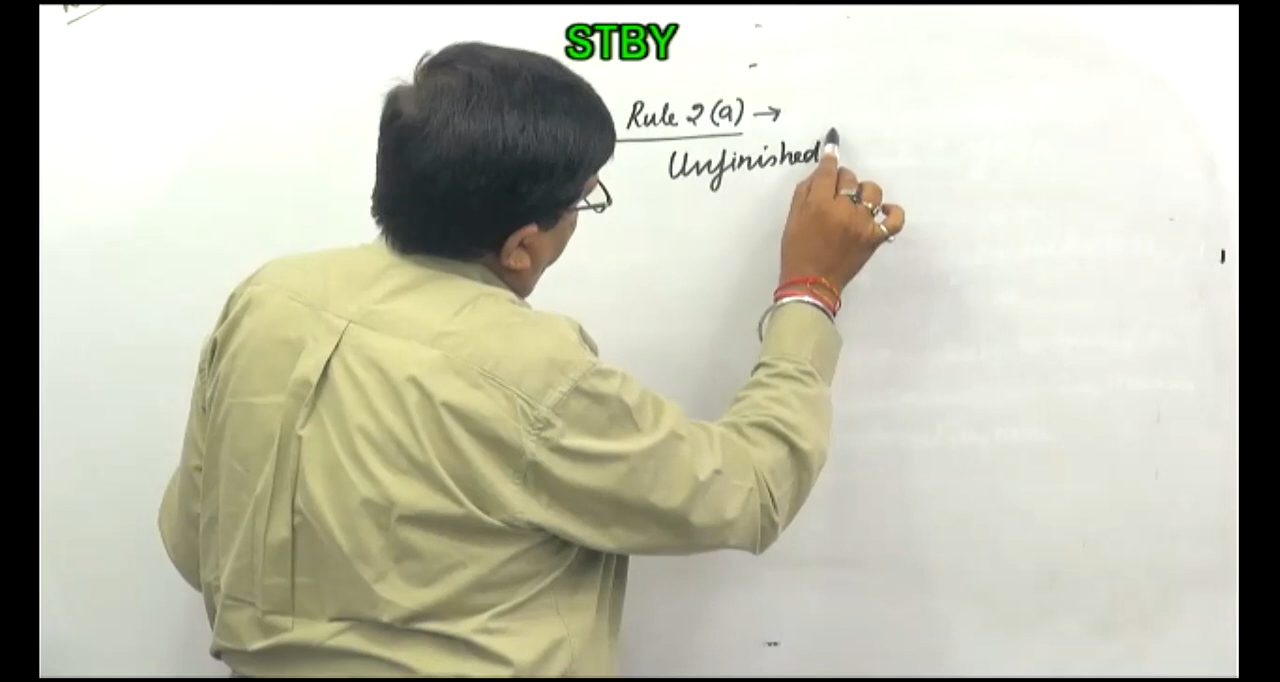 STBY
Rule 2(a) →
Unfinished